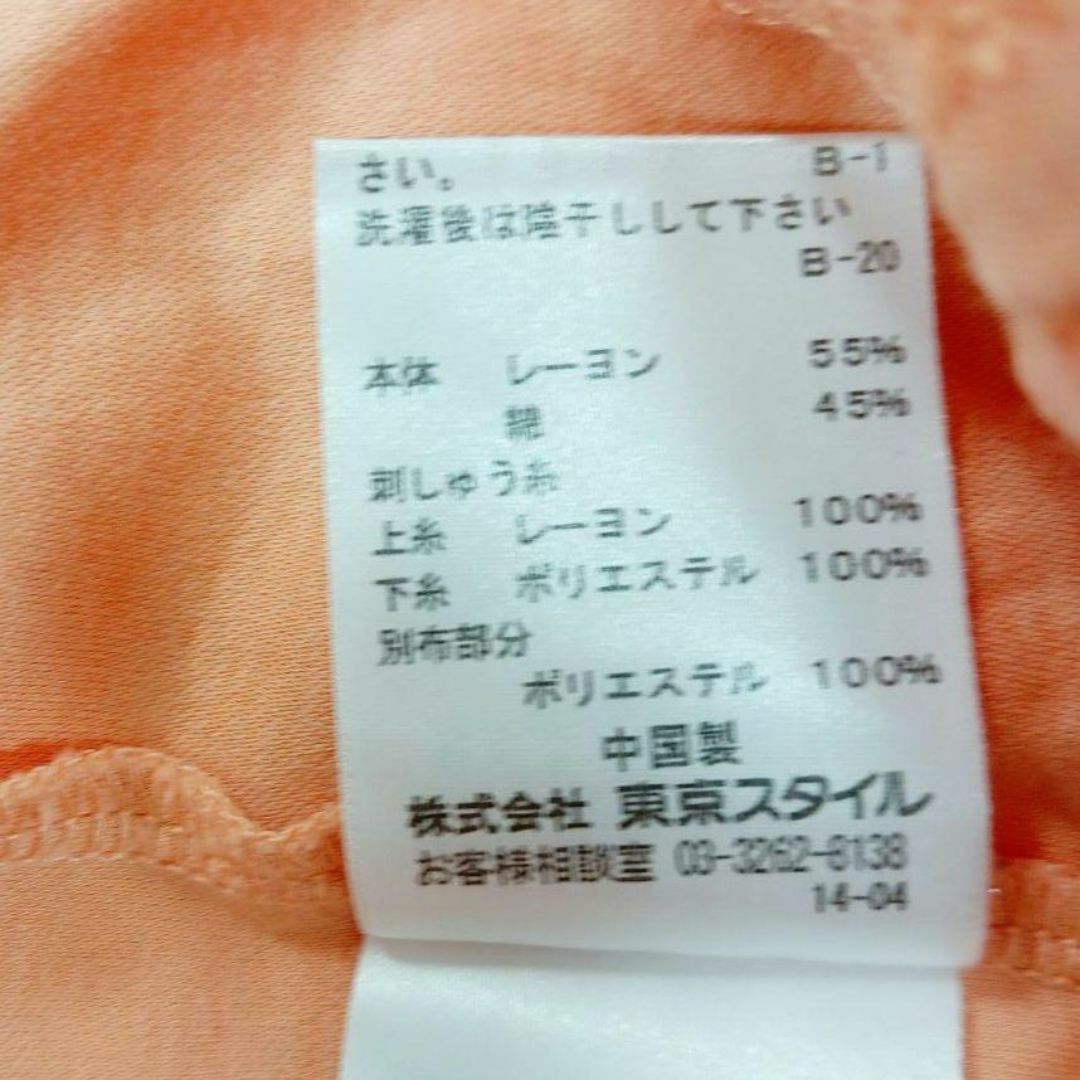 さい。 B-1
洗濯後は陰干しして下さい
B-20
本体 レーヨン 55%
綿 45%
刺しゅう糸
上糸 レーヨン 100%
下糸 ポリエステル 100%
別布部分
ポリエステル 100%
中国製
株式会社 東京スタイル
お客様相談室 03-3262-8138
14-04